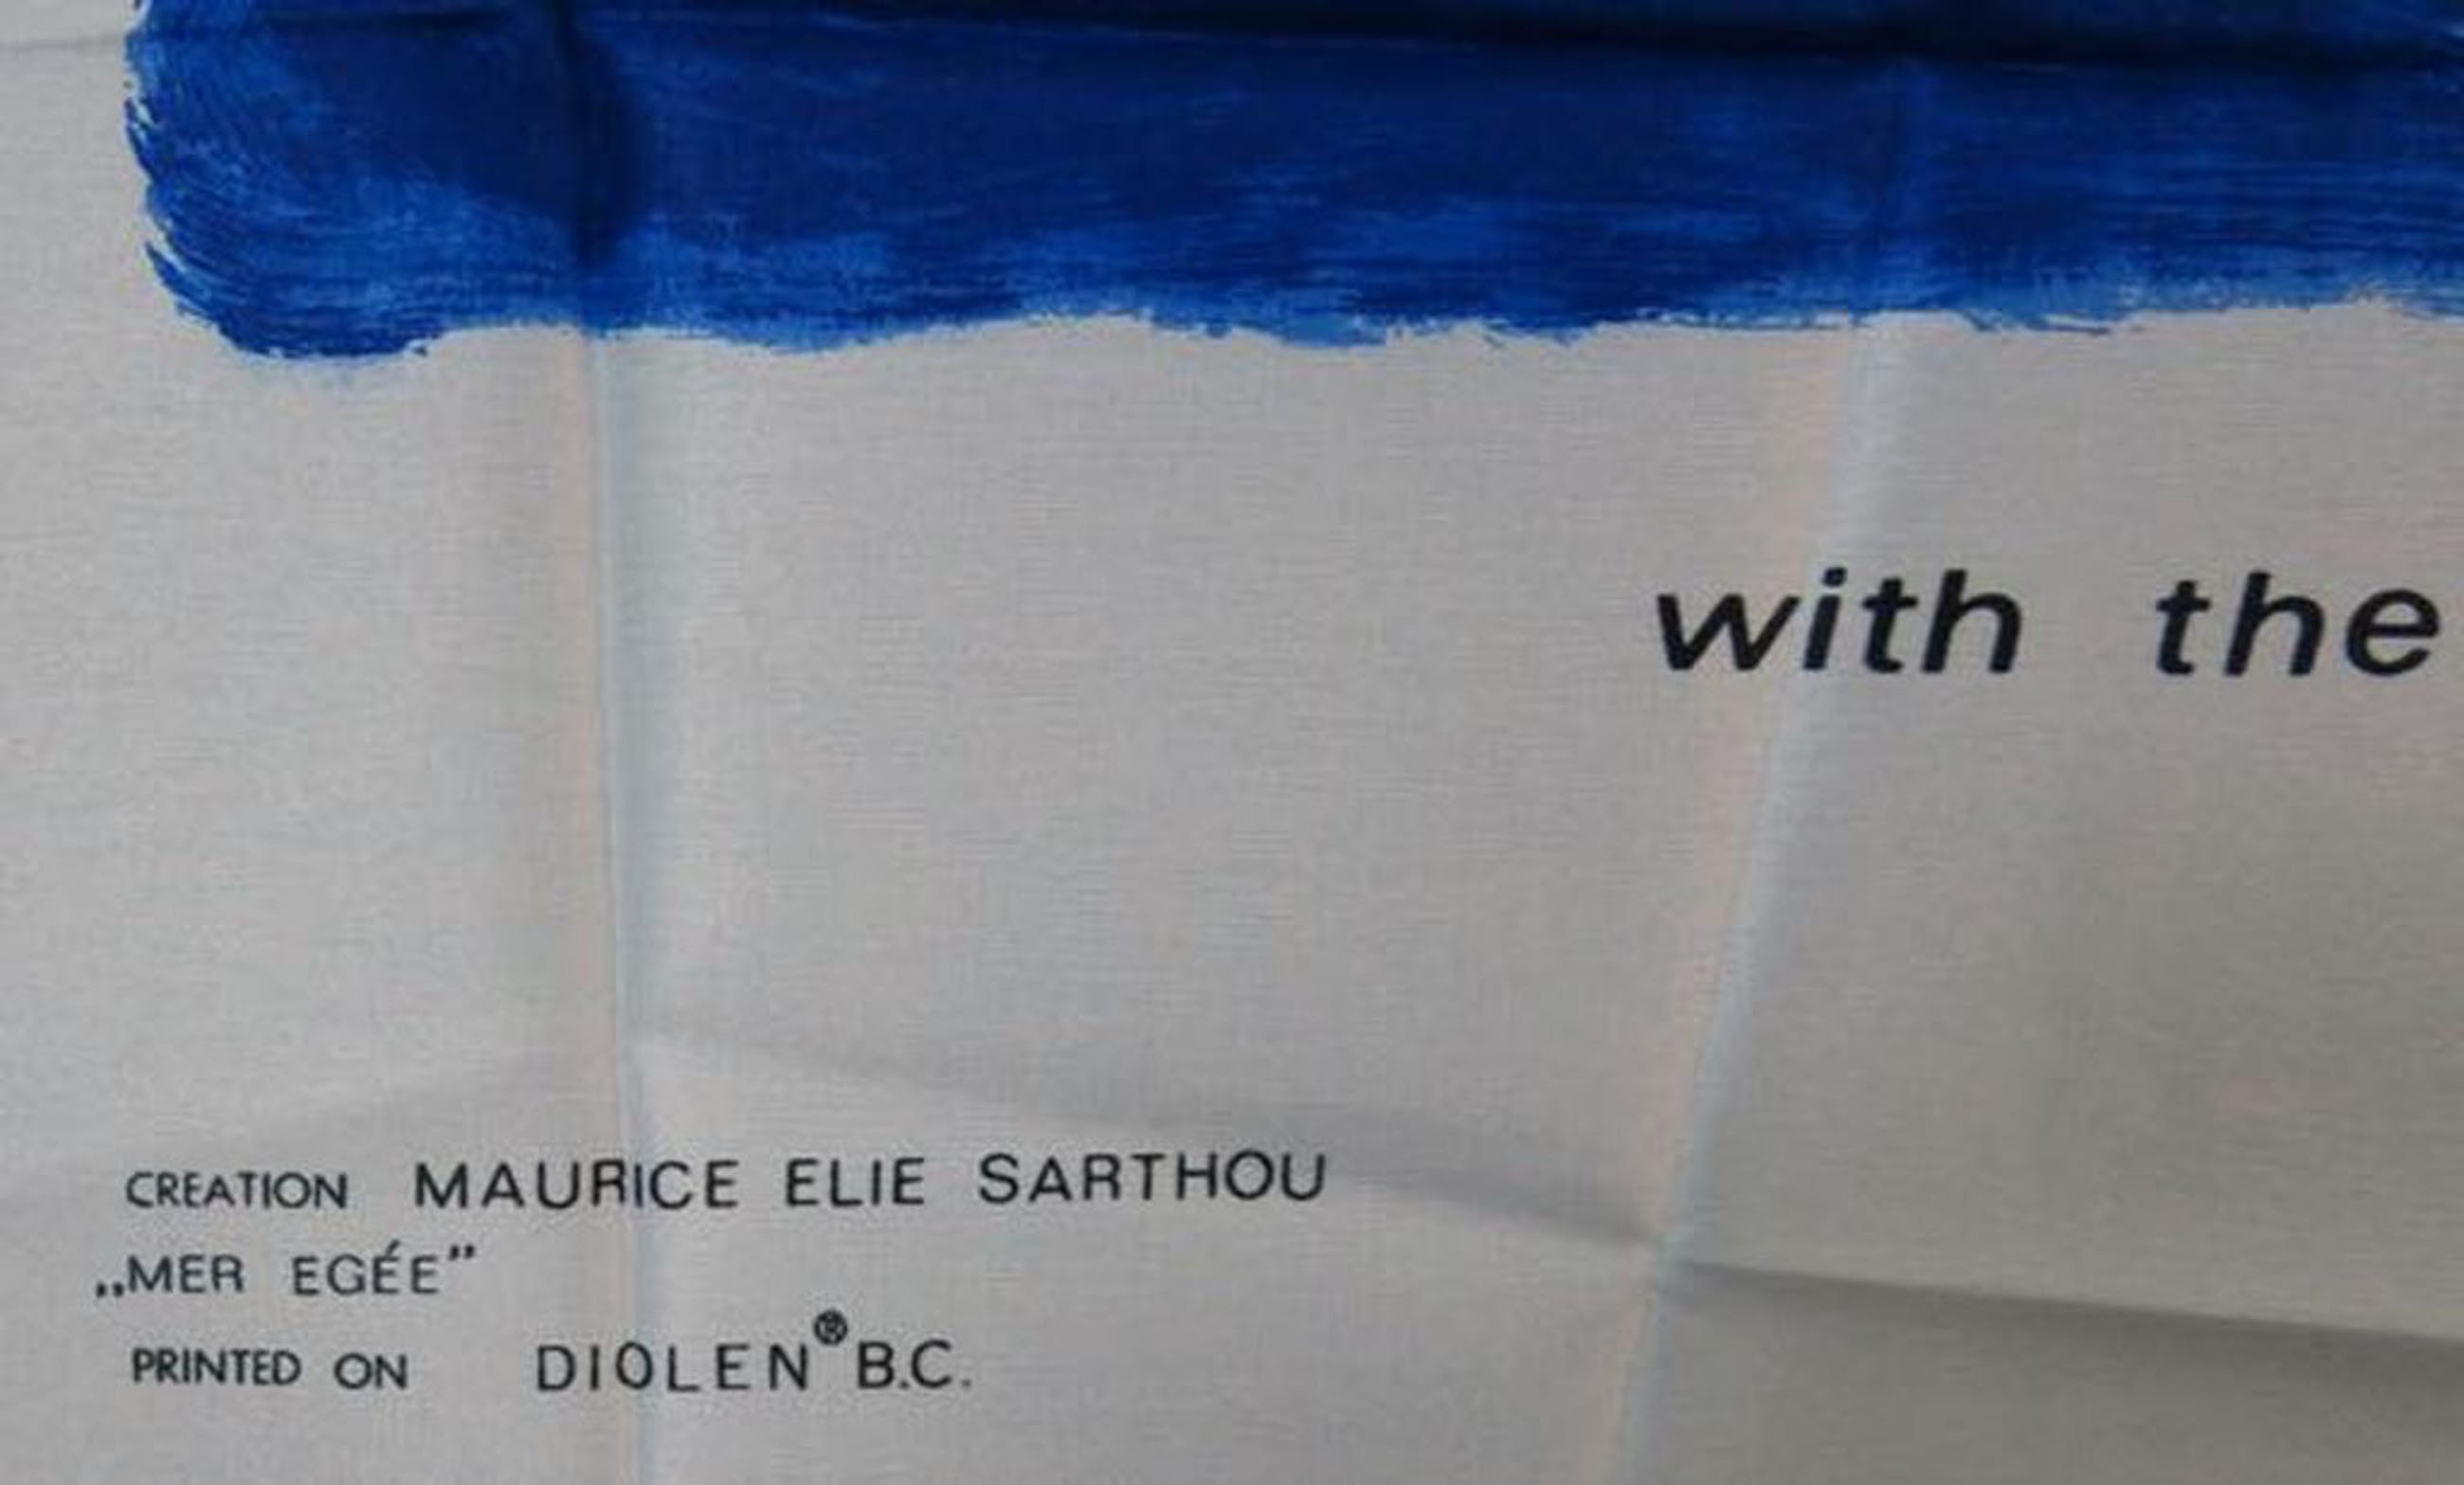 with the
CREATION MAURICE ELIE SARTHOU
„MER EGÉE”
PRINTED ON DIOLEN® B.C.